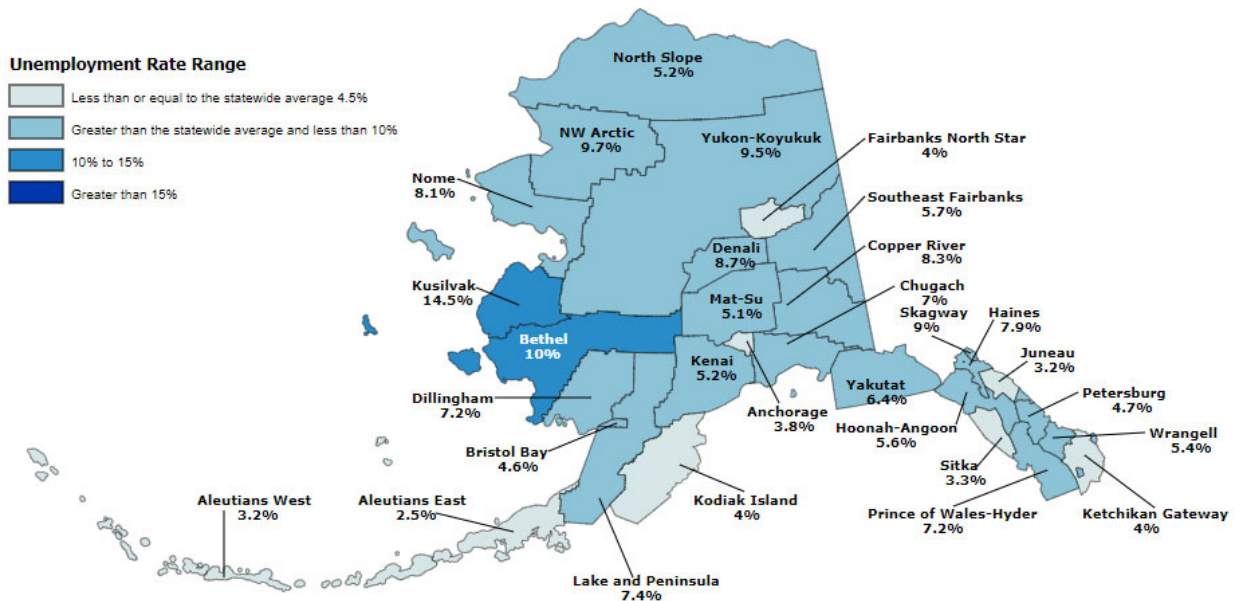 Unemployment Rate Range
Less than or equal to the statewide average 4.5%
Greater than the statewide average and less than 10%
10% to 15%
Greater than 15%
North Slope
5.2%
NW Arctic
9.7%
Yukon-Koyukuk
9.5%
Fairbanks North Star
4%
Nome
8.1%
Southeast Fairbanks
5.7%
Denali
8.7%
Copper River
8.3%
Kusilvak
14.5%
Mat-Su
5.1%
Chugach
7%
Skagway
9%
Haines
7.9%
Bethel
10%
Juneau
3.2%
Kenai
5.2%
Yakutat
6.4%
Dillingham
7.2%
Anchorage
3.8%
Petersburg
4.7%
Hoonah-Angoon
5.6%
Wrangell
5.4%
Bristol Bay
4.6%
Sitka
3.3%
Aleutians West
3.2%
Aleutians East
2.5%
Kodiak Island
4%
Prince of Wales-Hyder
7.2%
Ketchikan Gateway
4%
Lake and Peninsula
7.4%